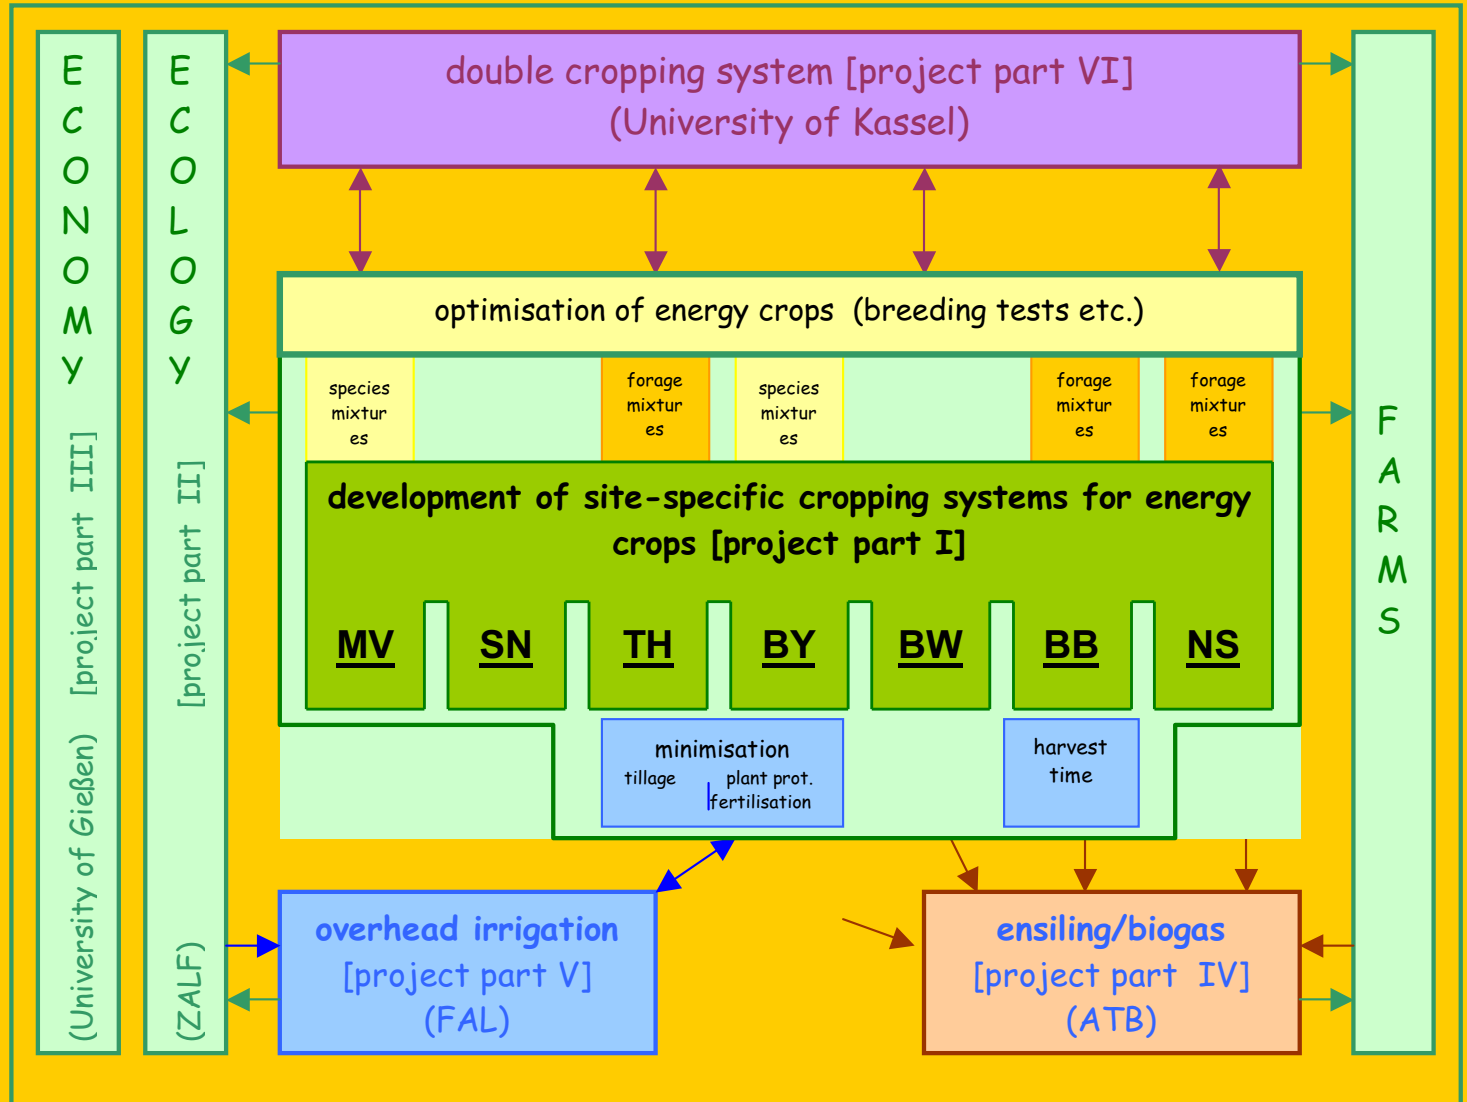 ECONOMY
[project part III]
(University of Gießen)
ECOLOGY
[project part II]
(ZALF)
double cropping system [project part VI]
(University of Kassel)
optimisation of energy crops (breeding tests etc.)
species
mixtur
es
forage
mixtur
es
species
mixtur
es
forage
mixtur
es
forage
mixtur
es
development of site-specific cropping systems for energy
crops [project part I]
MV SN TH BY BW BB NS
minimisation
tillage plant prot.
fertilisation
harvest
time
overhead irrigation
[project part V]
(FAL)
ensiling/biogas
[project part IV]
(ATB)
FARMS